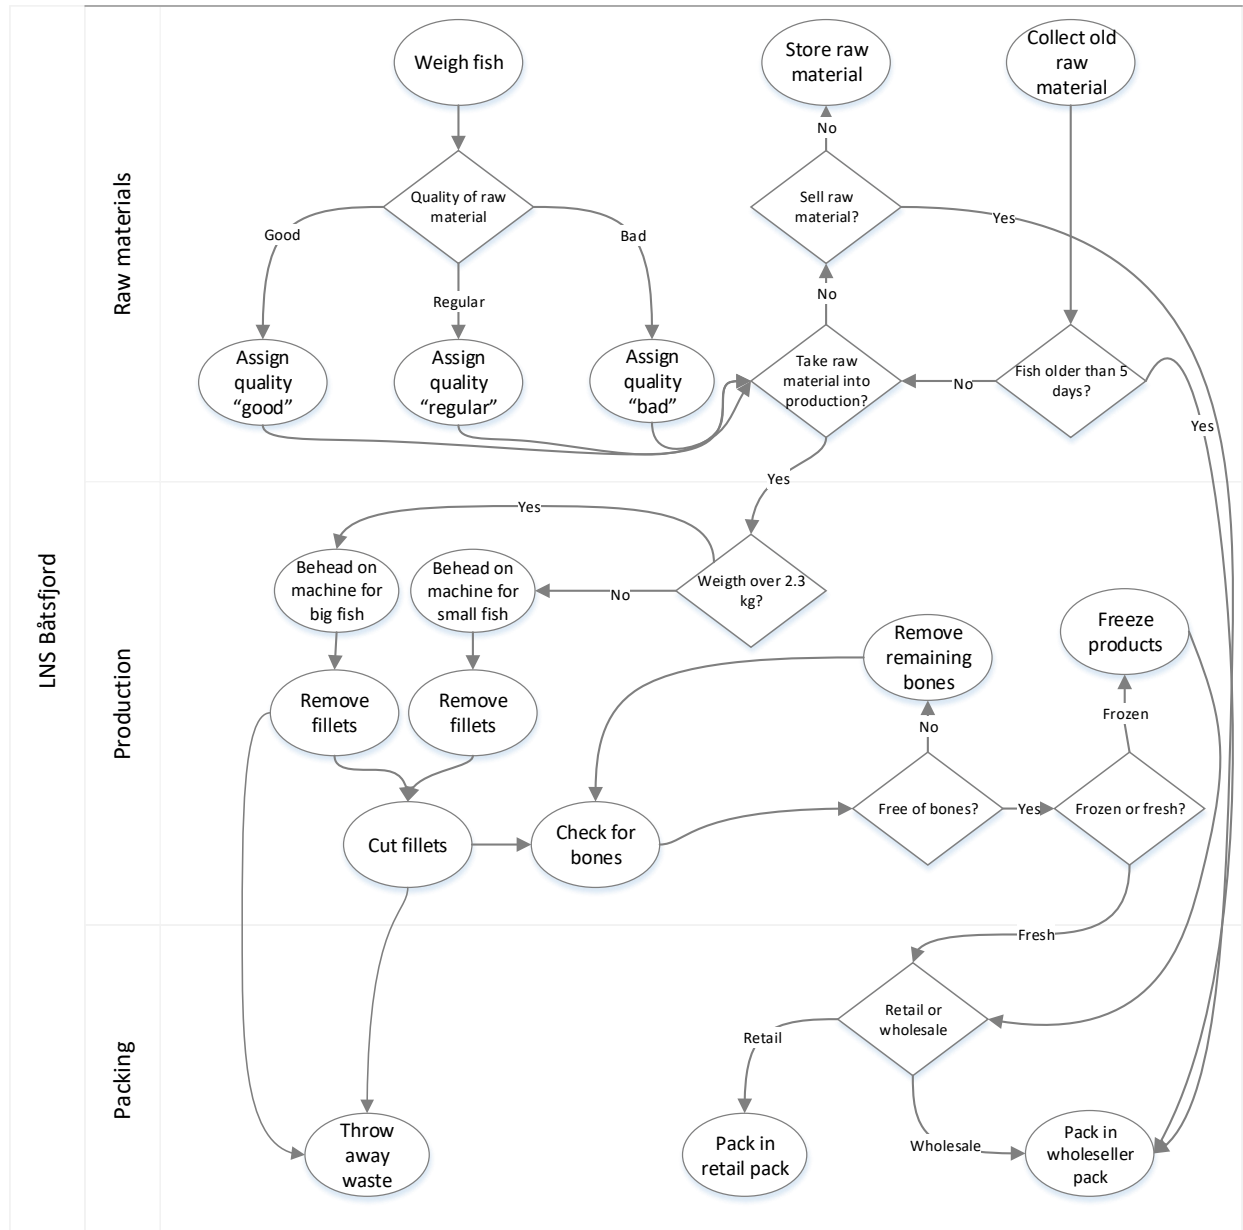 LNS Båtsfjord
Raw materials
Weigh fish
Store raw
material
Collect old
raw
material
No
Quality of raw
material
Sell raw
material?
Yes
Good
Bad
Regular
No
Assign
quality
“good”
Assign
quality
“regular”
Assign
quality
“bad”
Take raw
material into
production?
No
Fish older than 5
days?
Yes
Yes
Production
Yes
Behead on
machine for
big fish
Behead on
machine for
small fish
No
Weigth over 2.3
kg?
Remove
remaining
bones
Freeze
products
Remove
fillets
Remove
fillets
No
Frozen
Cut fillets
Check for
bones
Free of bones?
Yes
Frozen or fresh?
Packing
Fresh
Retail or
wholesale
Retail
Wholesale
Throw
away
waste
Pack in
retail pack
Pack in
wholeseller
pack